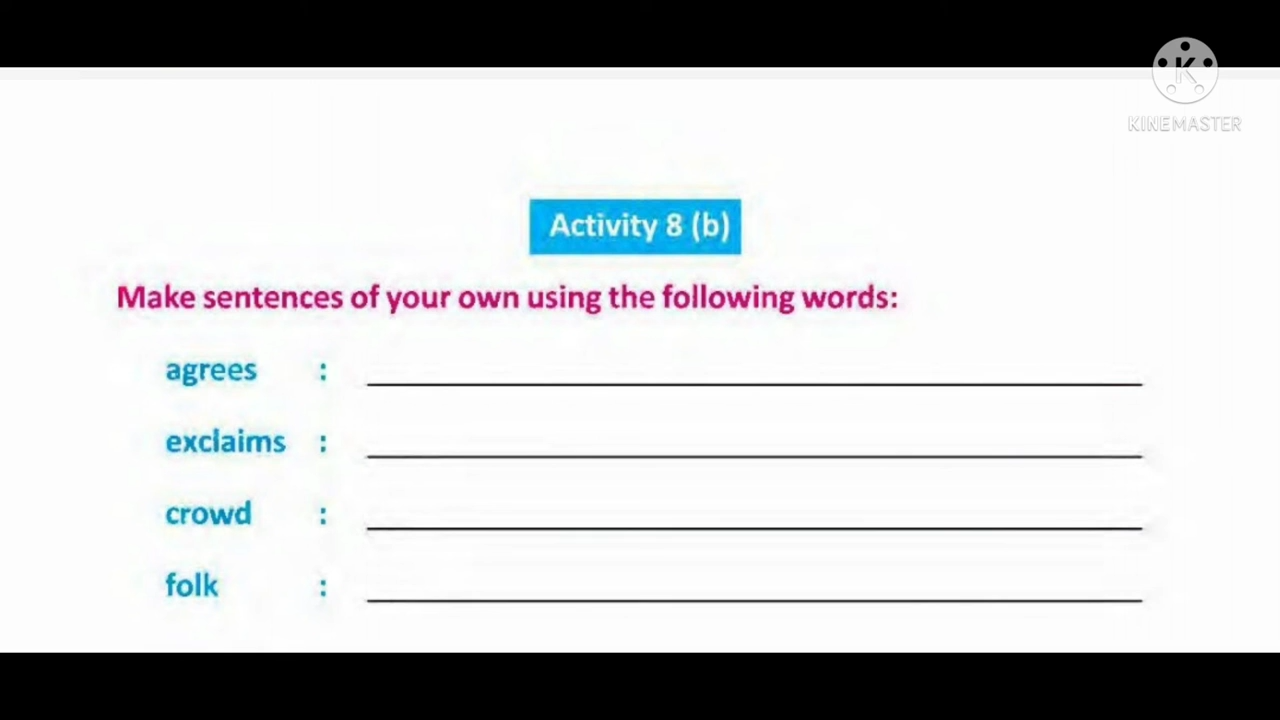 K
KINEMASTER
Activity 8 (b)
Make sentences of your own using the following words:
agrees :
exclaims :
crowd :
folk :